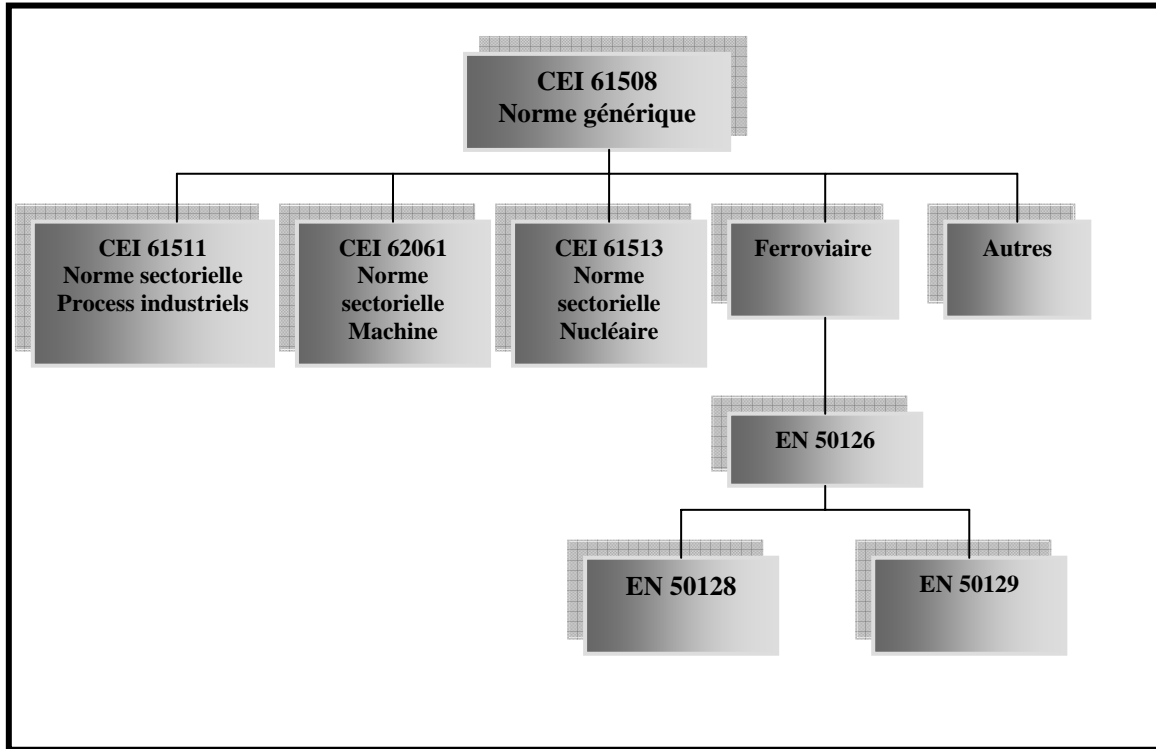 CEI 61508
Norme générique
CEI 61511
Norme sectorielle
Process industriels
CEI 62061
Norme
sectorielle
Machine
CEI 61513
Norme
sectorielle
Nucléaire
Ferroviaire
Autres
EN 50126
EN 50128
EN 50129